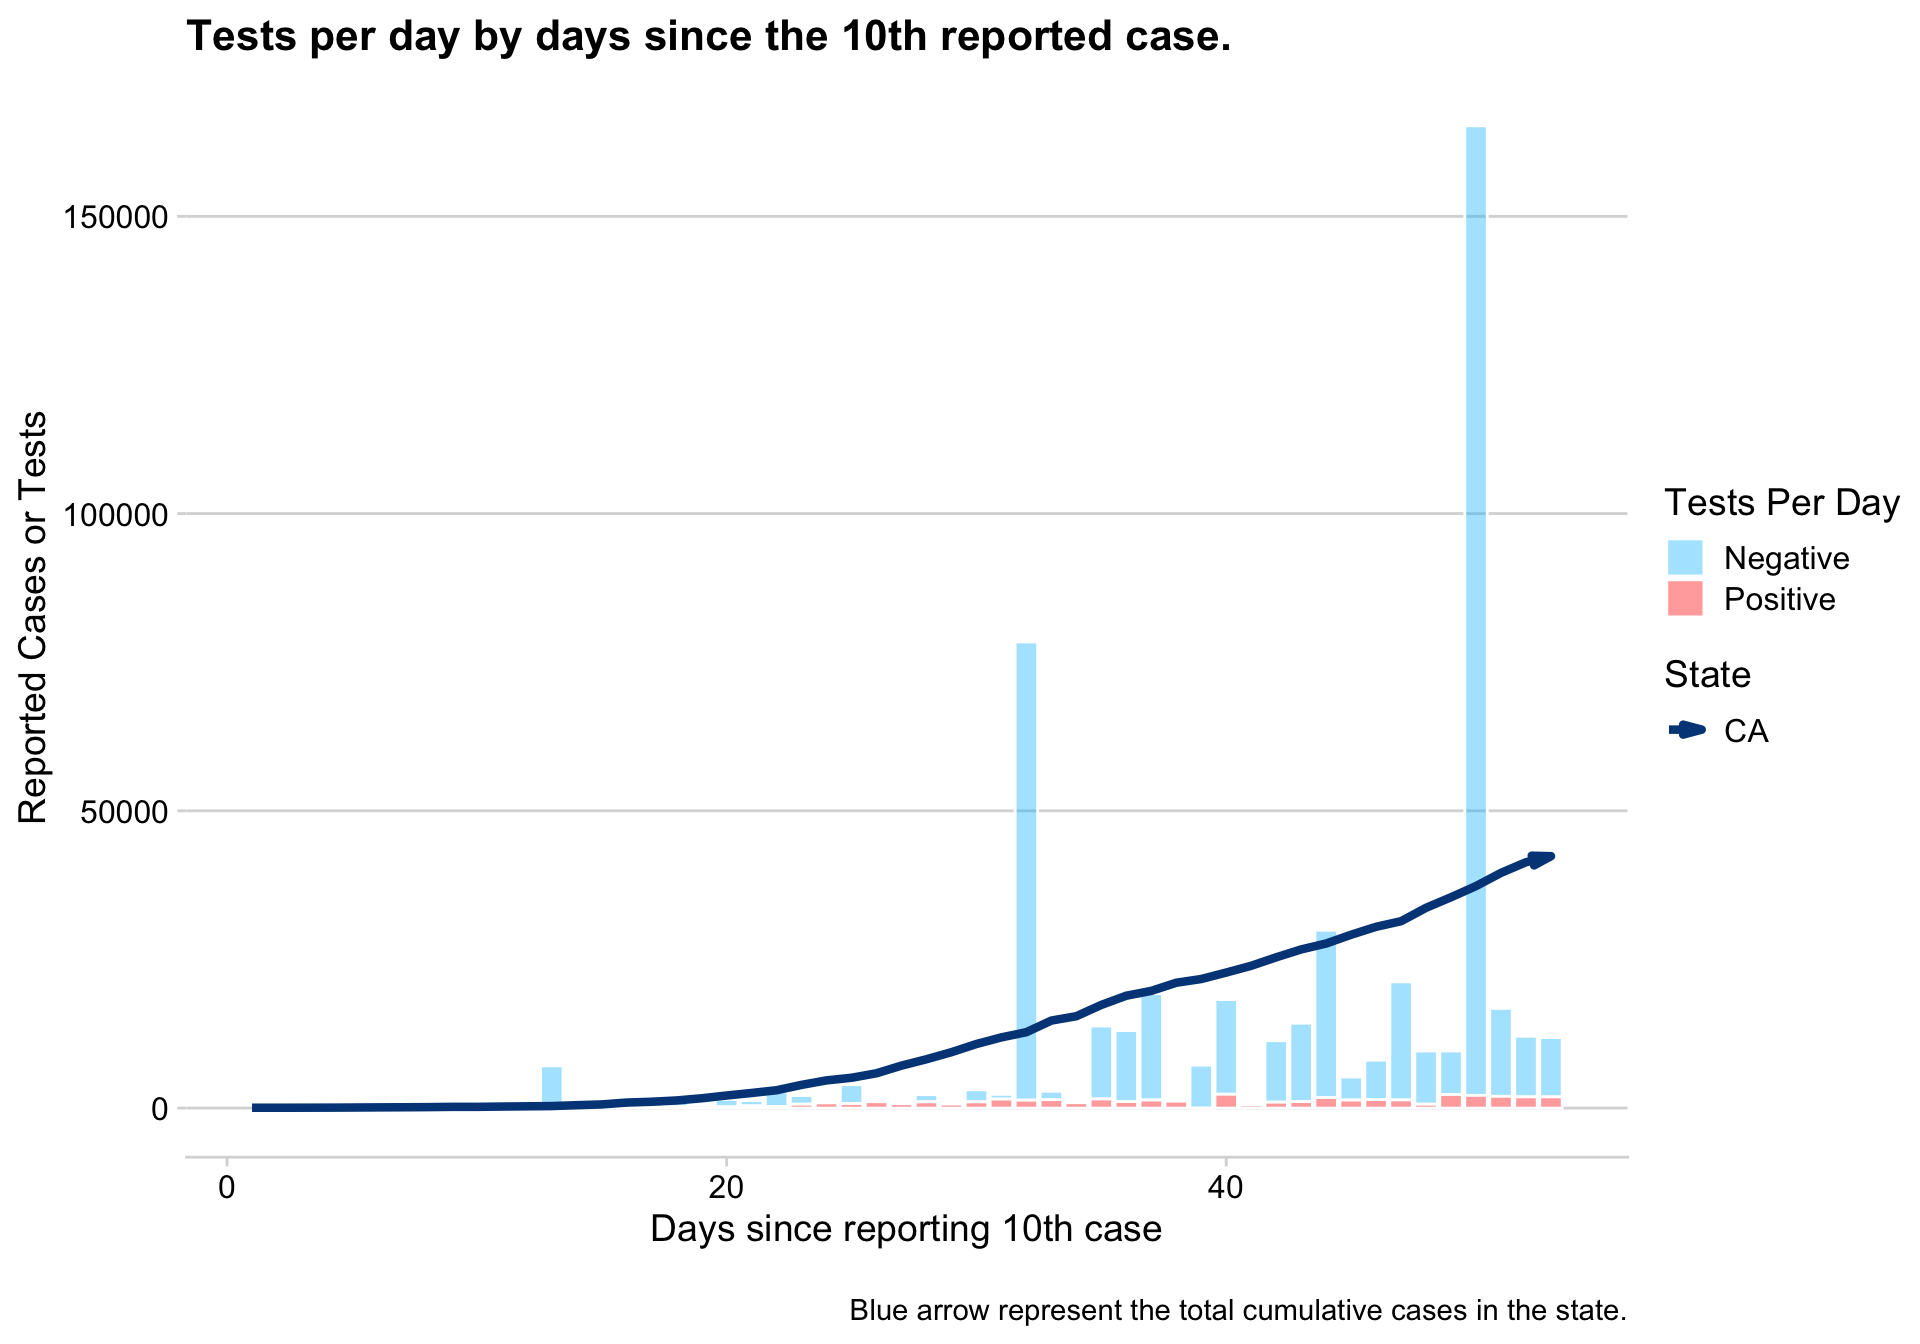 Tests per day by days since the 10th reported case.
Reported Cases or Tests
150000
100000
50000
0
0 20 40
Days since reporting 10th case
Tests Per Day
Negative
Positive
State
CA
Blue arrow represent the total cumulative cases in the state.